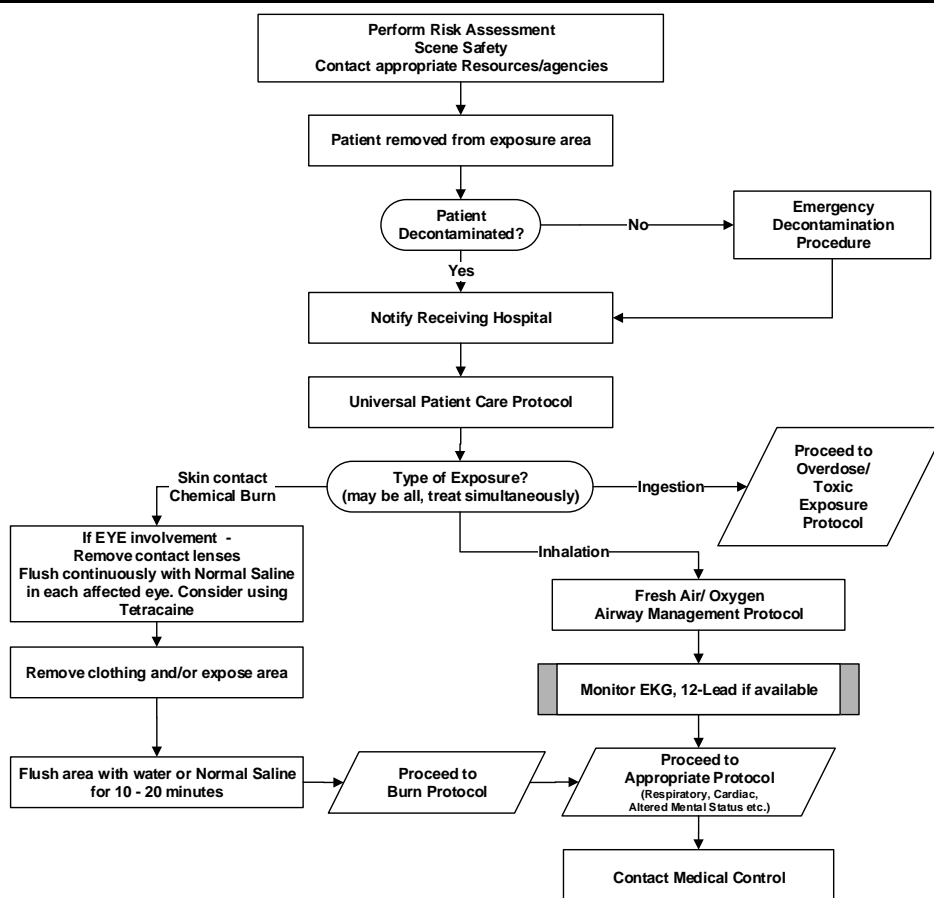 Perform Risk Assessment
Scene Safety
Contact appropriate Resources/agencies
Patient removed from exposure area
Patient
Decontaminated?
No
Emergency
Decontamination
Procedure
Yes
Notify Receiving Hospital
Universal Patient Care Protocol
Type of Exposure?
(may be all, treat simultaneously)
Skin contact
Chemical Burn
Ingestion
Proceed to
Overdose/
Toxic
Exposure
Protocol
Inhalation
If EYE involvement -
Remove contact lenses
Flush continuously with Normal Saline
in each affected eye. Consider using
Tetracaine
Fresh Air/ Oxygen
Airway Management Protocol
Remove clothing and/or expose area
Monitor EKG, 12-Lead if available
Flush area with water or Normal Saline
for 10 - 20 minutes
Proceed to
Burn Protocol
Proceed to
Appropriate Protocol
(Respiratory, Cardiac,
Altered Mental Status etc.)
Contact Medical Control